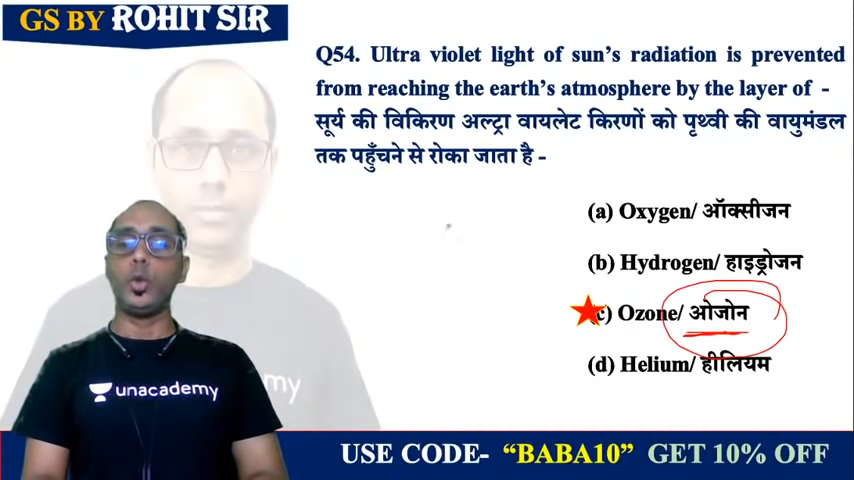 GS BY ROHIT SIR
Q54. Ultra violet light of sun's radiation is prevented
from reaching the earth's atmosphere by the layer of -
सूर्य की विकिरण अल्ट्रा वायलेट किरणों को पृथ्वी की वायुमंडल
तक पहुँचने से रोका जाता है -
(a) Oxygen/ ऑक्सीजन
(b) Hydrogen/ हाइड्रोजन
(c) Ozone/ ओजोन
(d) Helium/ हीलियम
unacademy
my
USE CODE- “BABA10” GET 10% OFF